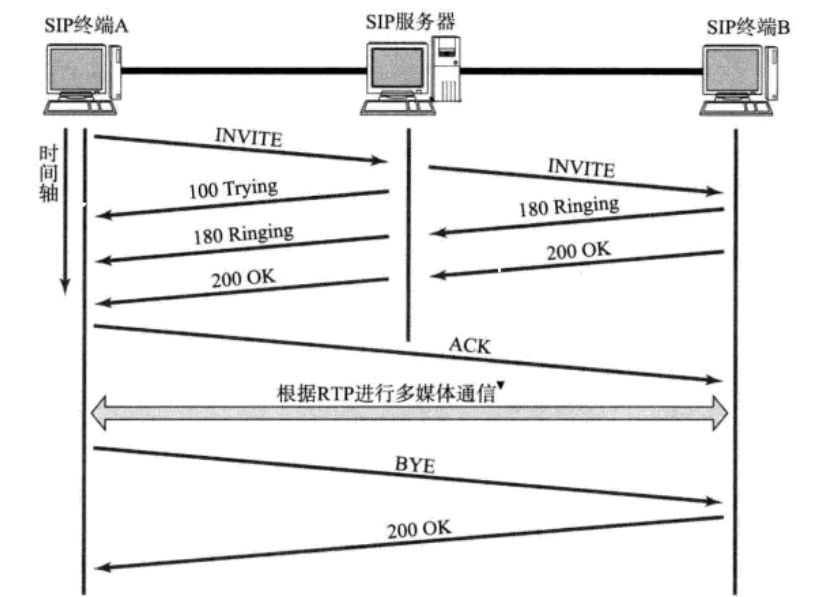 SIP终端A
SIP服务器
SIP终端B
时间轴
INVITE
INVITE
100 Trying
180 Ringing
180 Ringing
200 OK
200 OK
ACK
根据RTP进行多媒体通信▼
BYE
200 OK